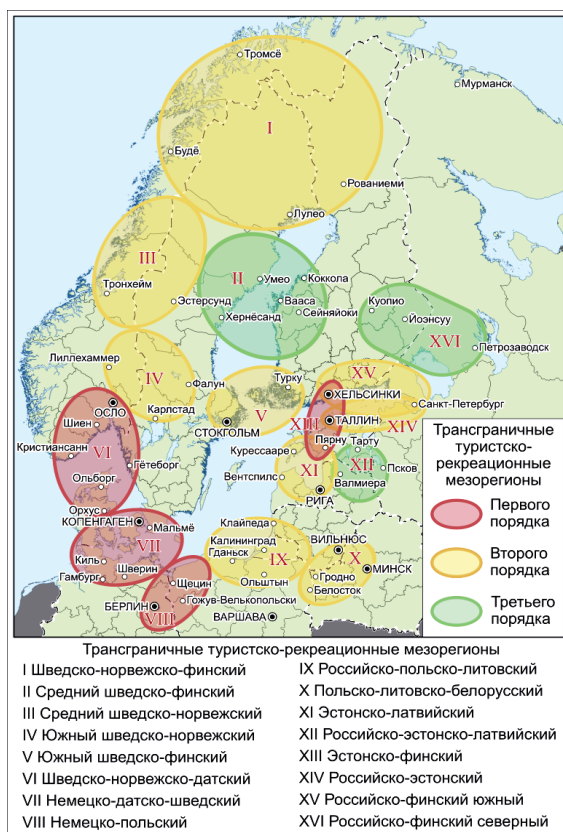 Тромсё
Мурманск
I
Будё
Рованиеми
Лулео
III
II
Умео
Коккола
Тронхейм
Эстерсунд
Вааса
Сейняйоки
Хернёсанд
Куопио
Йоэнсуу
XVI
Петрозаводск
Лиллехаммер
IV
Фалун
Турку
XV
ХЕЛЬСИНКИ
ОСЛО
Карлстад
V
СТОКГОЛЬМ
Санкт-Петербург
Шиен
XIII
ТАЛЛИН
XIV
Кристиансанн
VI
Гётеборг
Пярну
Тарту
Курессааре
XI
XII
Псков
Ольборг
Вентспилс
Валмиера
РИГА
Орхус
КОПЕНГАГЕН
Мальмё
Клайпеда
VII
Калининград
ВИЛЬНЮС
Гданьск
IX
X
МИНСК
Киль
Шверин
Гамбург
Щецин
Ольштын
Гродно
Белосток
БЕРЛИН
Гожув-Велькопольски
VIII
ВАРШАВА
Трансграничные
туристско-
рекреационные
мезорегионы
Первого
порядка
Второго
порядка
Третьего
порядка
Трансграничные туристско-рекреационные мезорегионы
I Шведско-норвежско-финский
II Средний шведско-финский
III Средний шведско-норвежский
IV Южный шведско-норвежский
V Южный шведско-финский
VI Шведско-норвежско-датский
VII Немецко-датско-шведский
VIII Немецко-польский
IX Российско-польско-литовский
X Польско-литовско-белорусский
XI Эстонско-латвийский
XII Российско-эстонско-латвийский
XIII Эстонско-финский
XIV Российско-эстонский
XV Российско-финский южный
XVI Российско-финский северный